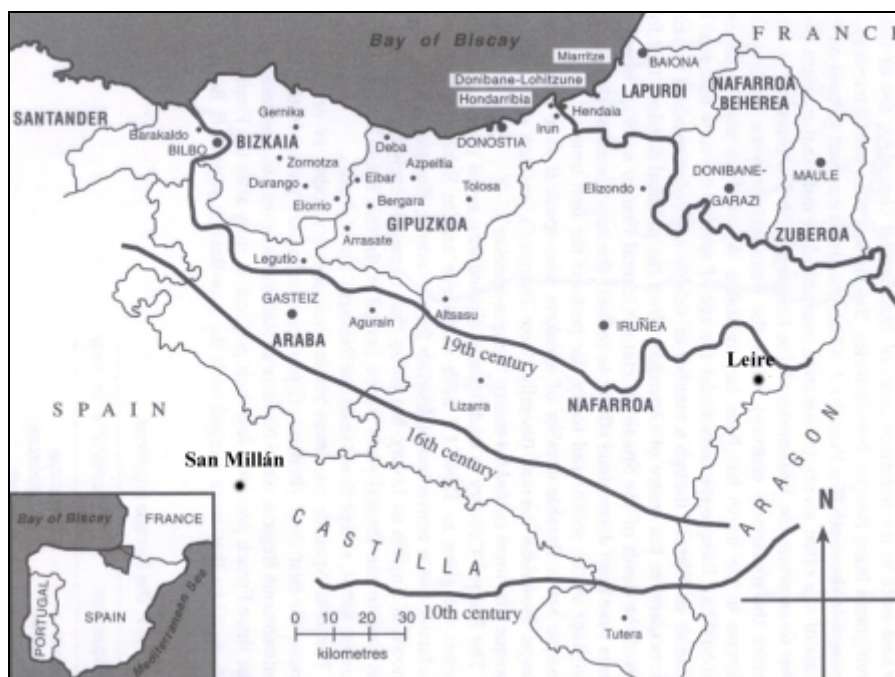 Bay of Biscay
FRANCE
Miarritze
BAIONA
Donibane-Lohitzune
LAPURDI
NAFARROA
BEHEREA
Hondarribia
Hendaia
SANTANDER
Gernika
Barakaldo
BILBO
BIZKAIA
Deba
DONOSTIA
Irun
Zornotza
Azpeitia
Durango
Eibar
Tolosa
Elizondo
DONIBANE-
GARAZI
MAULE
Elorrio
Bergara
GIPUZKOA
ZUBEROA
Arrasate
Legutio
GASTEIZ
Agurain
Altsasu
IRUÑEA
ARABA
19th century
Leire
Lizarra
NAFARROA
SPAIN
16th century
San Millán
ARAGON
N
CASTILLA
10th century
Tutera
0 10 20 30
kilometres
Bay of Biscay
FRANCE
PORTUGAL
SPAIN
Mediterranean Sea